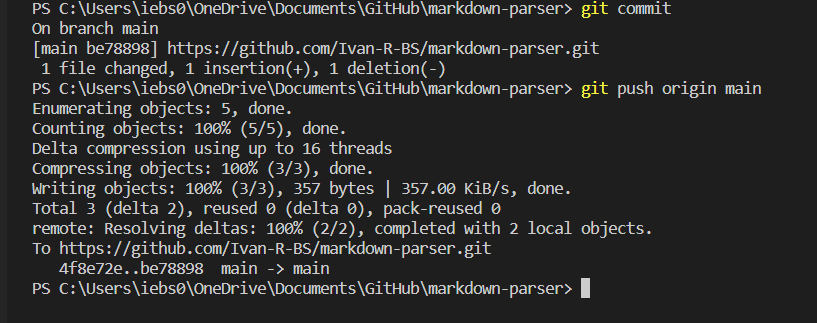 PS C:\Users\iebs0\OneDrive\Documents\GitHub\markdown-parser> git commit
On branch main
[main be78898] https://github.com/Ivan-R-BS/markdown-parser.git
 1 file changed, 1 insertion(+), 1 deletion(-)
PS C:\Users\iebs0\OneDrive\Documents\GitHub\markdown-parser> git push origin main
Enumerating objects: 5, done.
Counting objects: 100% (5/5), done.
Delta compression using up to 16 threads
Compressing objects: 100% (3/3), done.
Writing objects: 100% (3/3), 357 bytes | 357.00 KiB/s, done.
Total 3 (delta 2), reused 0 (delta 0), pack-reused 0
remote: Resolving deltas: 100% (2/2), completed with 2 local objects.
To https://github.com/Ivan-R-BS/markdown-parser.git
   4f8e72e..be78898  main -> main
PS C:\Users\iebs0\OneDrive\Documents\GitHub\markdown-parser>